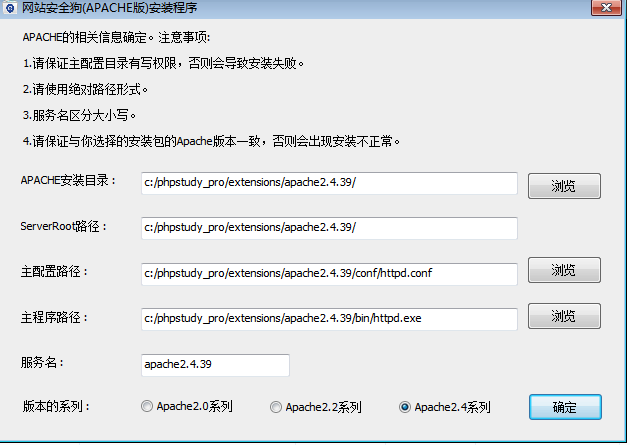 网站安全狗(APACHE版)安装程序
APACHE的相关信息确定。注意事项:
1.请保证主配置目录有写权限，否则会导致安装失败。
2.请使用绝对路径形式。
3.服务名区分大小写。
4.请保证与你选择的安装包的Apache版本一致，否则会出现安装不正常。
APACHE安装目录： c:/phpstudy_pro/extensions/apache2.4.39/ 浏览
ServerRoot路径： c:/phpstudy_pro/extensions/apache2.4.39/
主配置路径： c:/phpstudy_pro/extensions/apache2.4.39/conf/httpd.conf 浏览
主程序路径： c:/phpstudy_pro/extensions/apache2.4.39/bin/httpd.exe 浏览
服务名： apache2.4.39
版本的系列： Apache2.0系列 Apache2.2系列 Apache2.4系列 确定